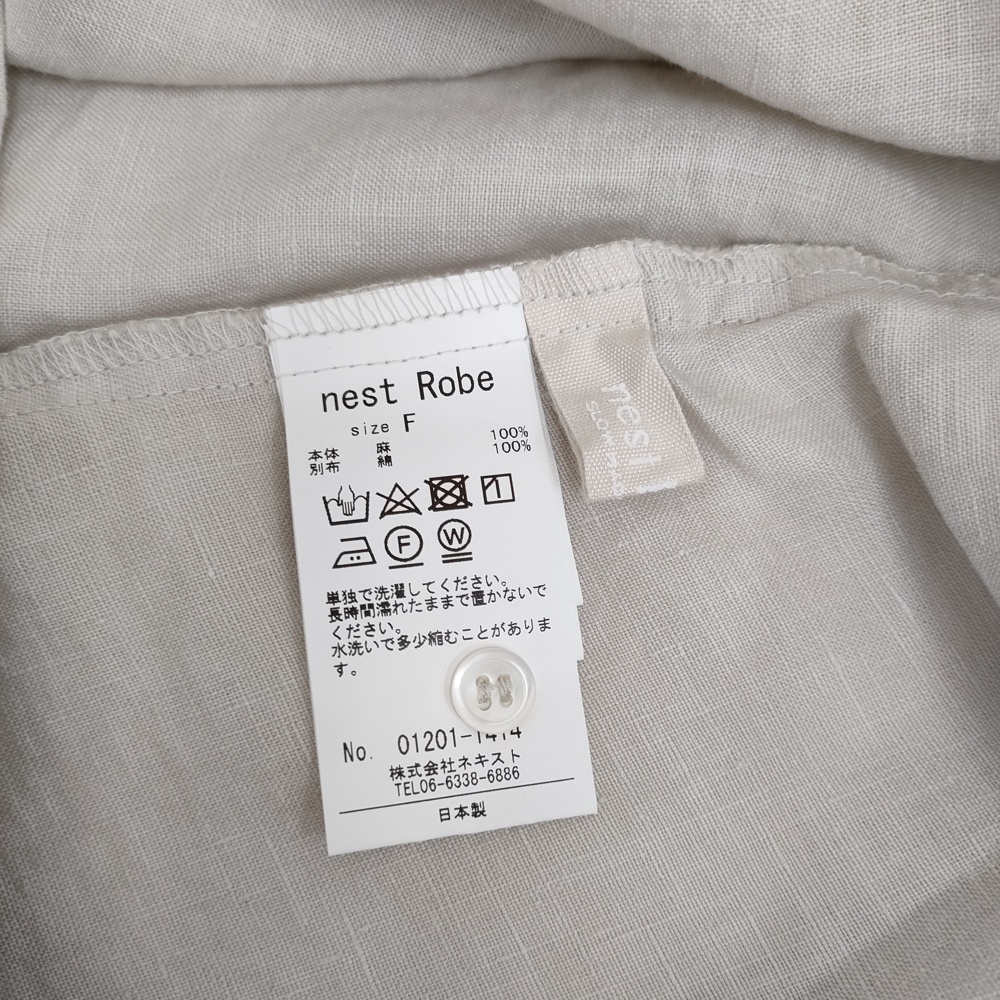 nest Robe
size F
本体 麻 100%
別布 綿 100%
F W
単独で洗濯してください。
長時間濡れたままで置かないで
ください。
水洗いで多少縮むことがありま
す。
No. 01201-1414
株式会社ネキスト
TEL06-6338-6886
日本製
nest